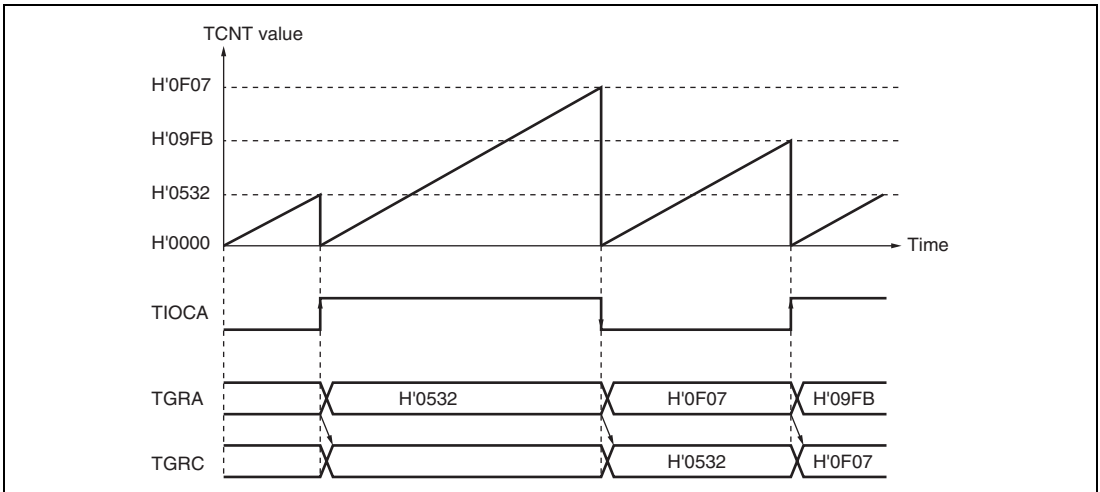 TCNT value
H'0F07
H'09FB
H'0532
H'0000
Time
TIOCA
TGRA H'0532 H'0F07 H'09FB
TGRC H'0532 H'0F07